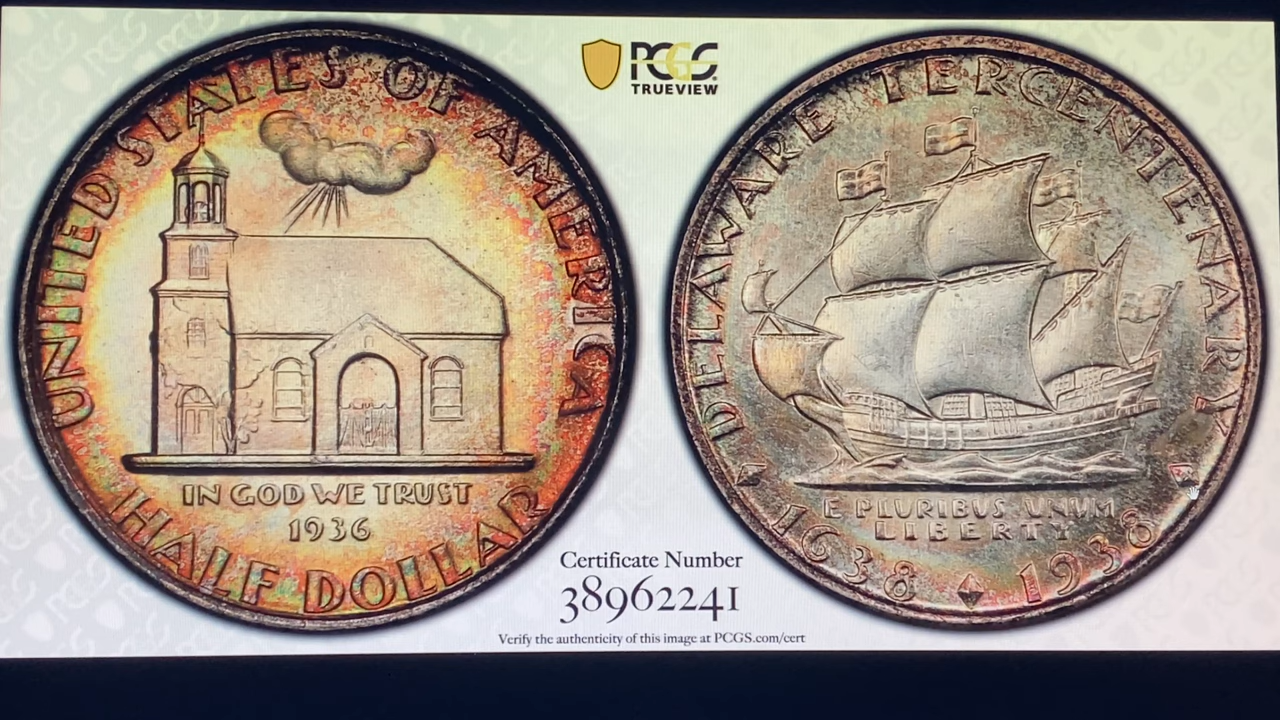 UNITED STATES OF AMERICA
IN GOD WE TRUST
1936
HALF DOLLAR
PCGS
TRUEVIEW
Certificate Number
38962241
Verify the authenticity of this image at PCGS.com/cert
DELAWARE TERCENTENARY
E PLURIBUS UNUM
LIBERTY
1638 1938